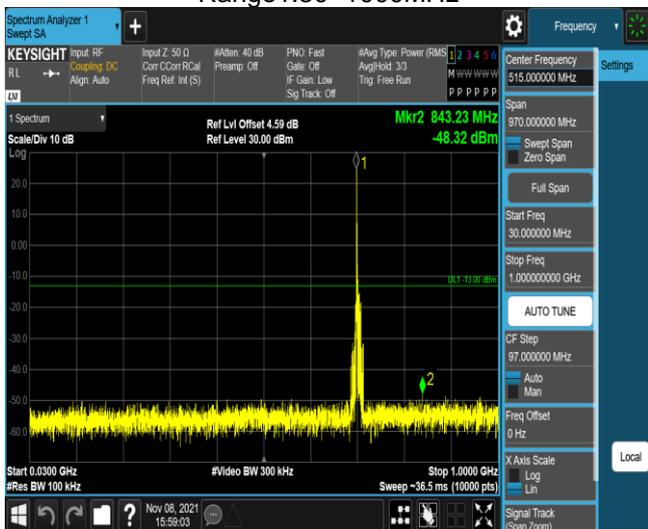 Range1:30~1000MHz
Spectrum Analyzer 1
Swept SA
+
Frequency
KEYSIGHT
RL
Input: RF
Coupling: DC
Align: Auto
Input Z: 50 Ω
Corr CCorr RCal
Freq Ref: Int (S)
#Atten: 40 dB
Preamp: Off
PNO: Fast
Gate: Off
IF Gain: Low
Sig Track: Off
#Avg Type: Power (RMS
Avg|Hold: 3/3
Trig: Free Run
1 2 3 4 5 6
M W W W W W
P P P P P P
Settings
Center Frequency
515.000000 MHz
Span
970.000000 MHz
Swept Span
Zero Span
Full Span
Start Freq
30.000000 MHz
Stop Freq
1.000000000 GHz
AUTO TUNE
CF Step
97.000000 MHz
Auto
Man
Freq Offset
0 Hz
X Axis Scale
Log
Lin
Signal Track
(Span Zoom)
Local
1 Spectrum
Scale/Div 10 dB
Log
Ref Lvl Offset 4.59 dB
Ref Level 30.00 dBm
Mkr2 843.23 MHz
-48.32 dBm
1
20.0
10.0
0.00
-10.0
DL1 -13.00 dBm
-20.0
-30.0
-40.0
2
-50.0
-60.0
Start 0.0300 GHz
#Res BW 100 kHz
#Video BW 300 kHz
Stop 1.0000 GHz
Sweep ~36.5 ms (10000 pts)
?
Nov 08, 2021
15:59:03